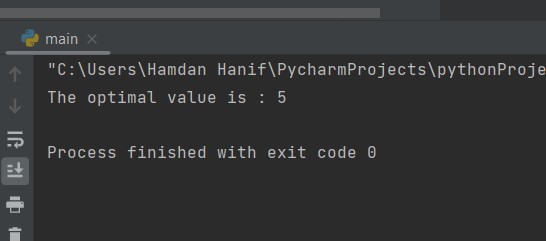 main
"C:\Users\Hamdan Hanif\PycharmProjects\pythonProje
The optimal value is : 5
Process finished with exit code 0